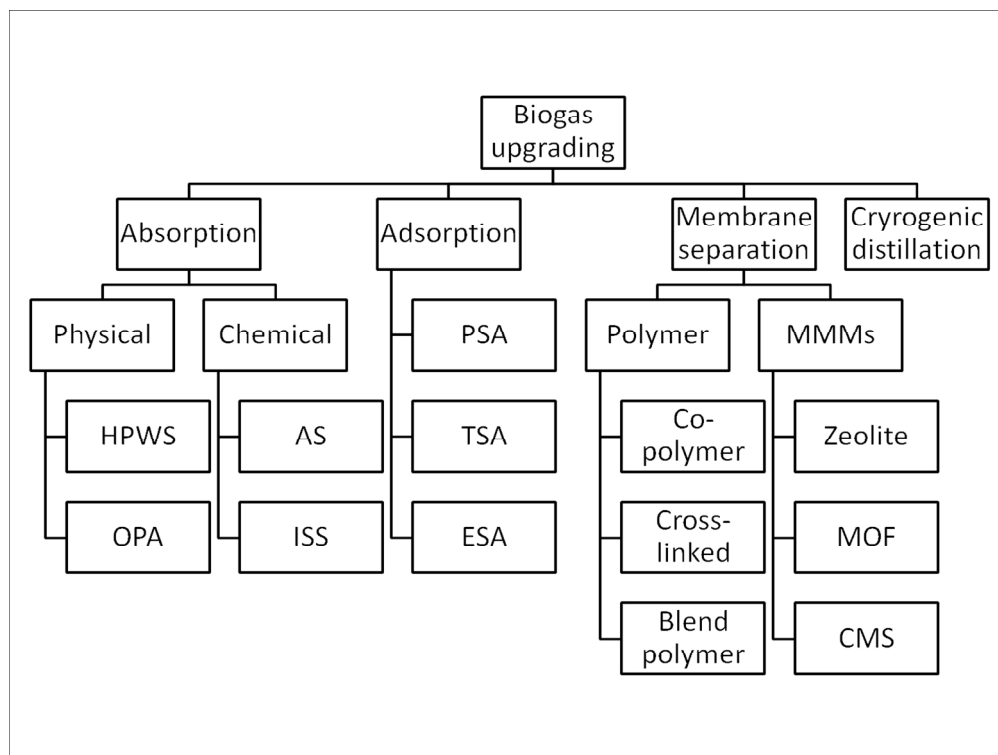 Biogas
upgrading
Absorption
Adsorption
Membrane
separation
Cryrogenic
distillation
Physical
Chemical
PSA
Polymer
MMMs
HPWS
AS
TSA
Co-
polymer
Zeolite
OPA
ISS
ESA
Cross-
linked
MOF
Blend
polymer
CMS